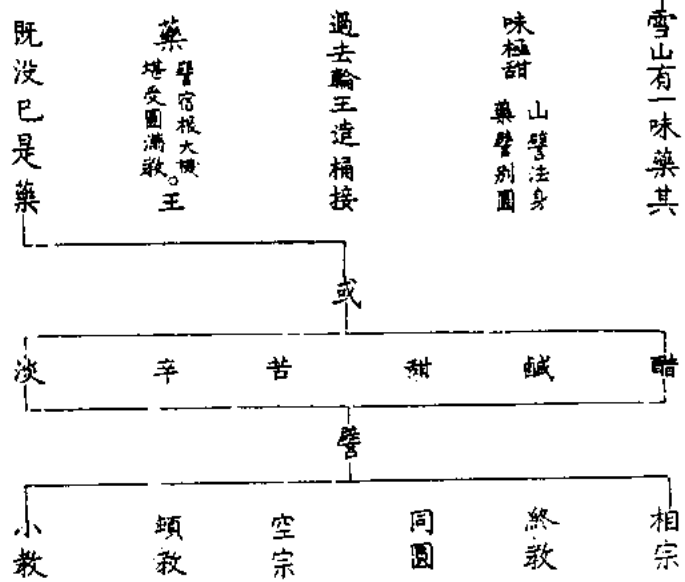 雪山有一味藥其
味極甜
山譬法身
藥譬別圓
過去輪王造桶接
藥
譬宿根大機
堪受圓滿教。王
既没已是藥
或
醋
鹹
甜
苦
辛
淡
譬
相宗
終教
同圓
空宗
頓教
小教